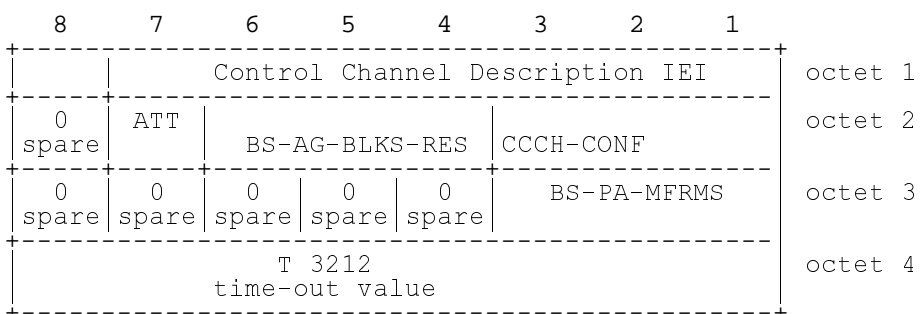 8 7 6 5 4 3 2 1
Control Channel Description IEI octet 1
0 ATT octet 2
spare BS-AG-BLKS-RES CCCH-CONF
0 0 0 0 0 BS-PA-MFRMS octet 3
spare spare spare spare spare
T 3212 octet 4
time-out value